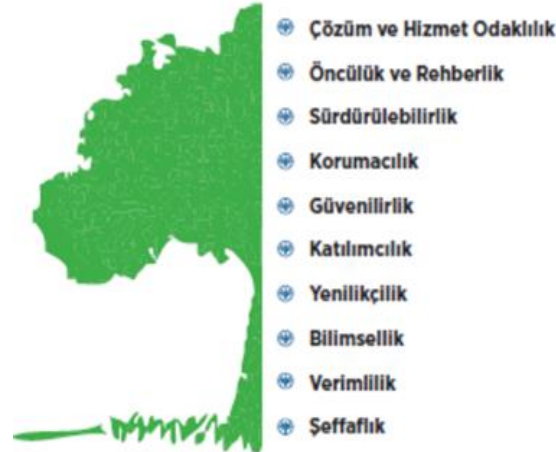 Çözüm ve Hizmet Odaklılık
Öncülük ve Rehberlik
Sürdürülebilirlik
Korumacılık
Güvenilirlik
Katılımcılık
Yenilikçilik
Bilimsellik
Verimlilik
Şeffaflık